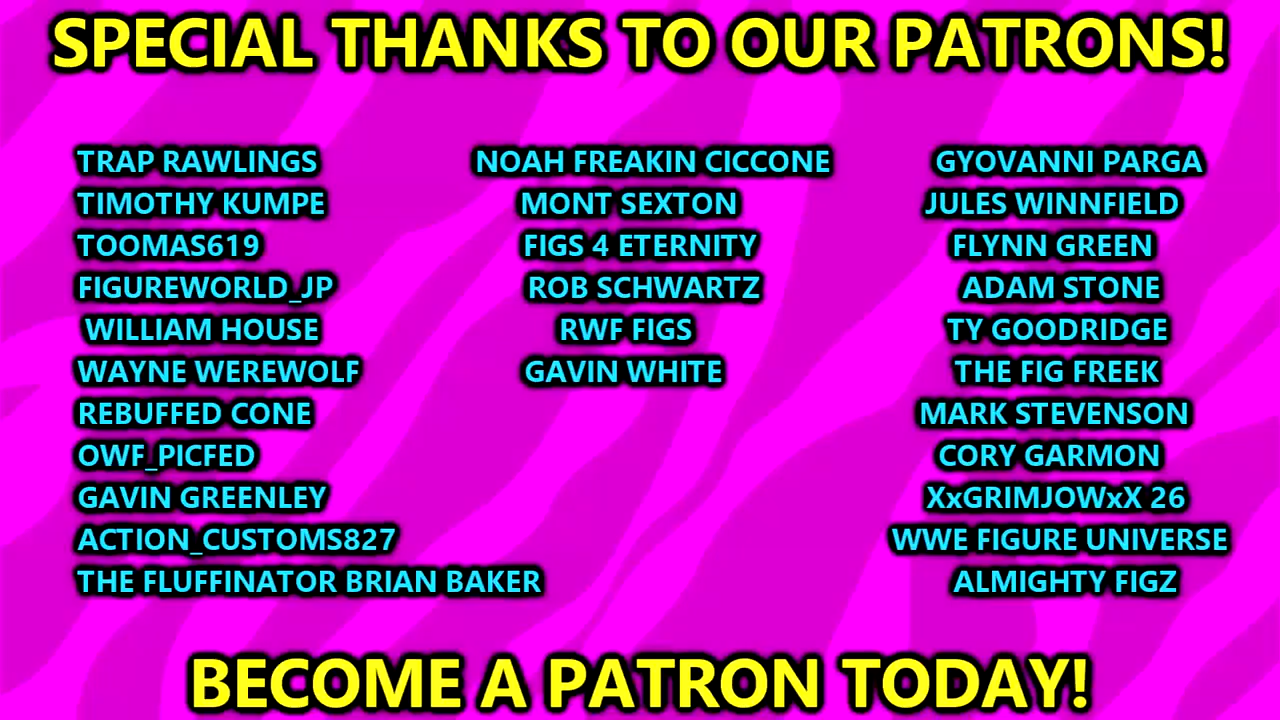 SPECIAL THANKS TO OUR PATRONS!
TRAP RAWLINGS
TIMOTHY KUMPE
TOOMAS619
FIGUREWORLD_JP
WILLIAM HOUSE
WAYNE WEREWOLF
REBUFFED CONE
OWF_PICFED
GAVIN GREENLEY
ACTION_CUSTOMS827
THE FLUFFINATOR BRIAN BAKER
NOAH FREAKIN CICCONE
MONT SEXTON
FIGS 4 ETERNITY
ROB SCHWARTZ
RWF FIGS
GAVIN WHITE
GYOVANNI PARGA
JULES WINNFIELD
FLYNN GREEN
ADAM STONE
TY GOODRIDGE
THE FIG FREEK
MARK STEVENSON
CORY GARMON
XxGRIMJOWxX 26
WWE FIGURE UNIVERSE
ALMIGHTY FIGZ
BECOME A PATRON TODAY!